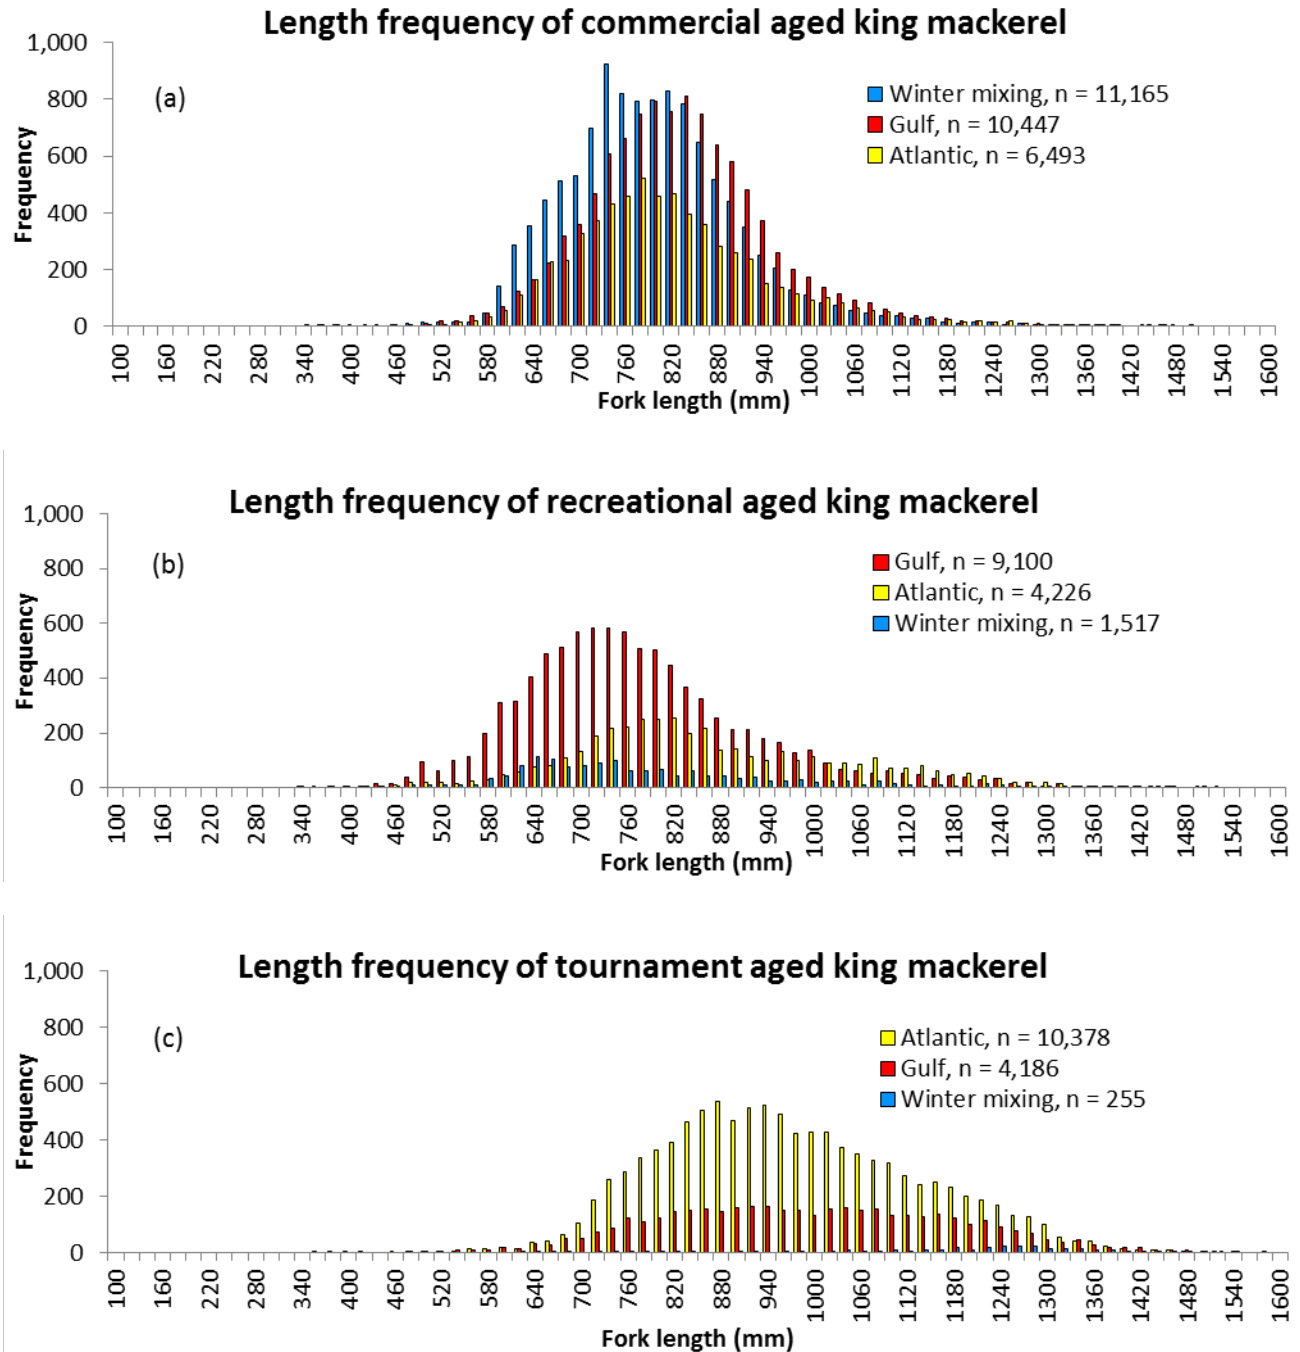 Length frequency of commercial aged king mackerel
1,000
800
600
400
200
0
Frequency
(a)
Winter mixing, n = 11,165
Gulf, n = 10,447
Atlantic, n = 6,493
100 160 220 280 340 400 460 520 580 640 700 760 820 880 940 1000 1060 1120 1180 1240 1300 1360 1420 1480 1540 1600
Fork length (mm)
Length frequency of recreational aged king mackerel
1,000
800
600
400
200
0
Frequency
(b)
Gulf, n = 9,100
Atlantic, n = 4,226
Winter mixing, n = 1,517
100 160 220 280 340 400 460 520 580 640 700 760 820 880 940 1000 1060 1120 1180 1240 1300 1360 1420 1480 1540 1600
Fork length (mm)
Length frequency of tournament aged king mackerel
1,000
800
600
400
200
0
Frequency
(c)
Atlantic, n = 10,378
Gulf, n = 4,186
Winter mixing, n = 255
100 160 220 280 340 400 460 520 580 640 700 760 820 880 940 1000 1060 1120 1180 1240 1300 1360 1420 1480 1540 1600
Fork length (mm)